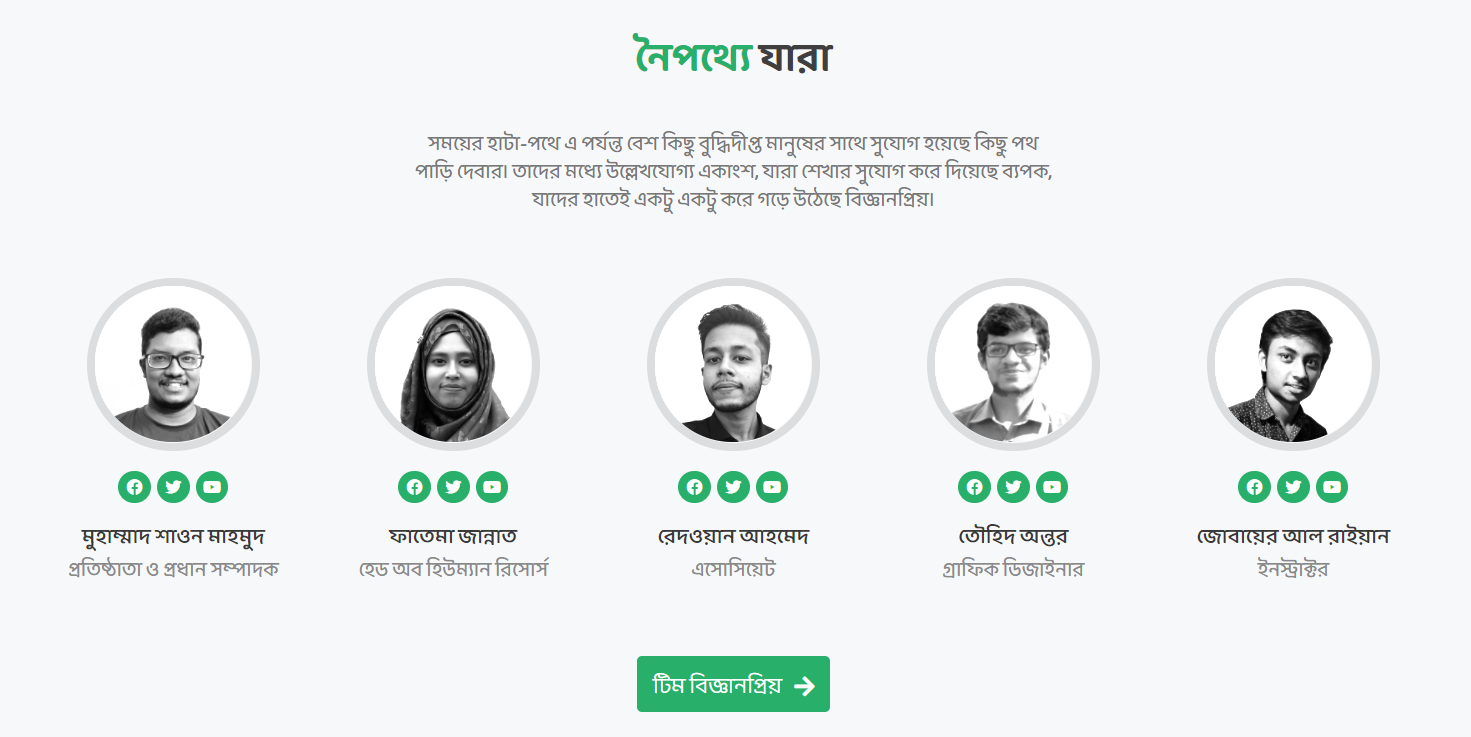 নৈপথ্যে যারা
সময়ের হাটা-পথে এ পর্যন্ত বেশ কিছু বুদ্ধিদীপ্ত মানুষের সাথে সুযোগ হয়েছে কিছু পথ
পাড়ি দেবার। তাদের মধ্যে উল্লেখযোগ্য একাংশ, যারা শেখার সুযোগ করে দিয়েছে ব্যপক,
যাদের হাতেই একটু একটু করে গড়ে উঠেছে বিজ্ঞানপ্রিয়।
মুহাম্মাদ শাওন মাহমুদ
প্রতিষ্ঠাতা ও প্রধান সম্পাদক
ফাতেমা জান্নাত
হেড অব হিউম্যান রিসোর্স
রেদওয়ান আহমেদ
এসোসিয়েট
তৌহিদ অন্তর
গ্রাফিক ডিজাইনার
জোবায়ের আল রাইয়ান
ইনস্ট্রাক্টর
টিম বিজ্ঞানপ্রিয়